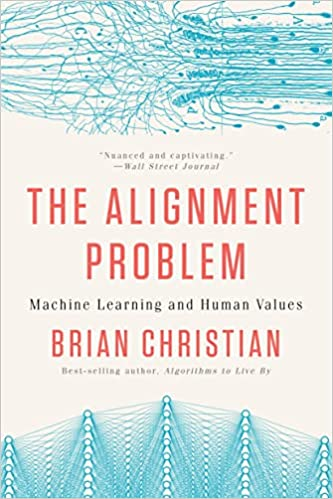 “Nuanced and captivating.”
—Wall Street Journal
THE ALIGNMENT
PROBLEM
Machine Learning and Human Values
BRIAN CHRISTIAN
Best-selling author, Algorithms to Live By